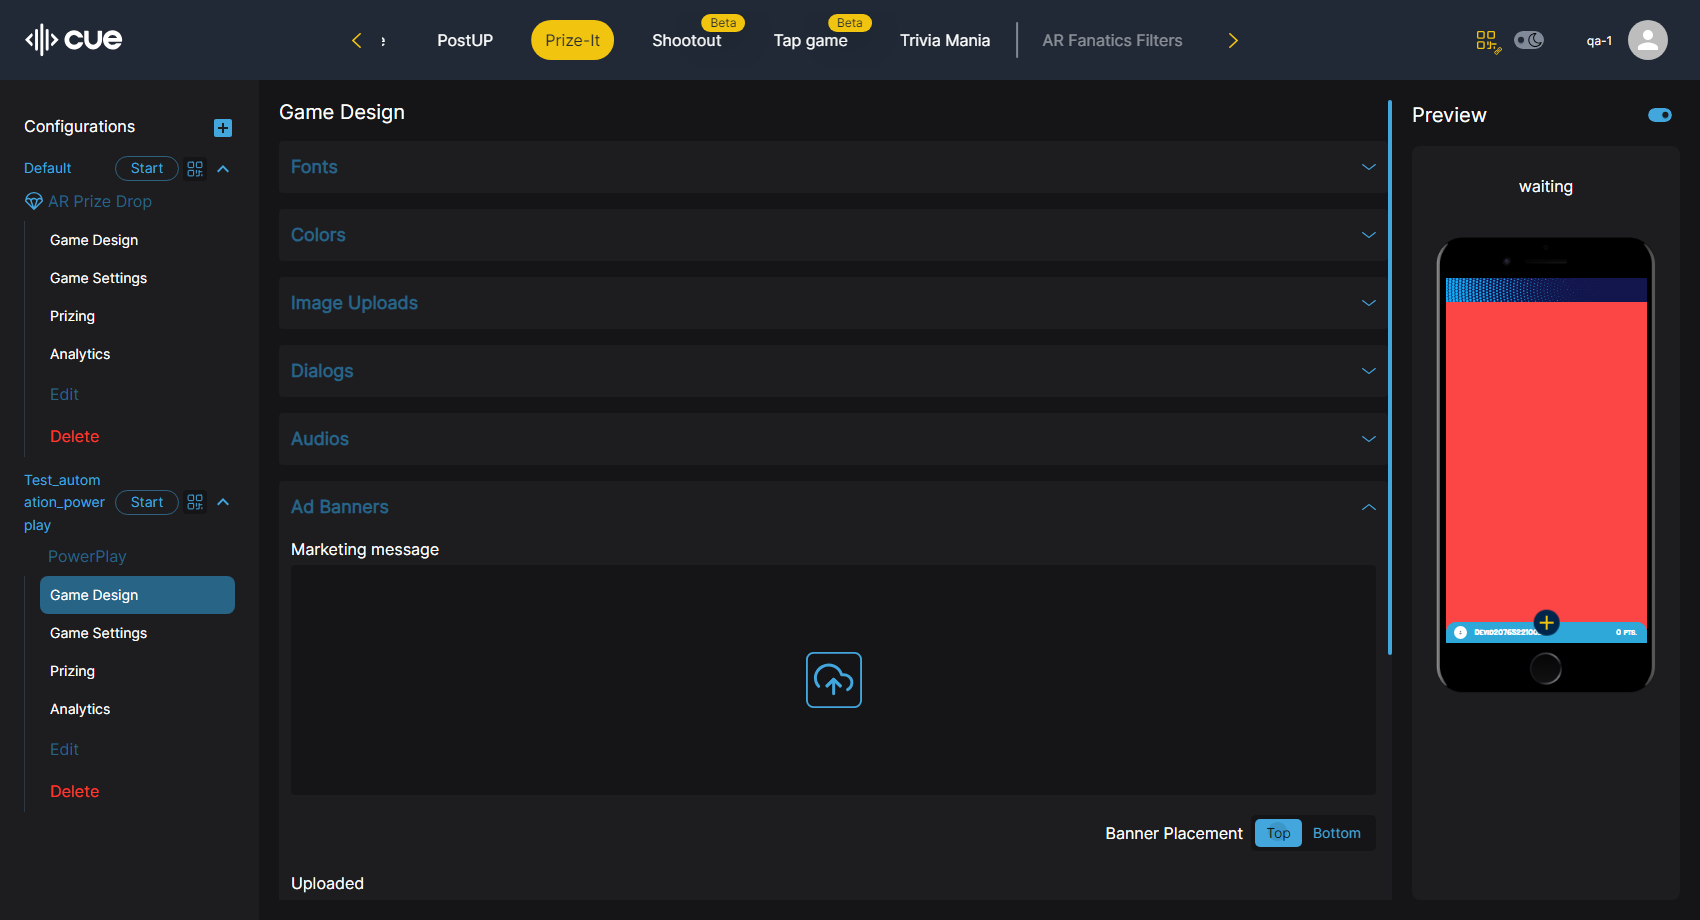 cue
PostUP
Prize-It
Shootout
Beta
Tap game
Beta
Trivia Mania
AR Fanatics Filters
qa-1
Configurations
Default
Start
AR Prize Drop
Game Design
Game Settings
Prizing
Analytics
Edit
Delete
Test_autom
ation_power
play
Start
PowerPlay
Game Design
Game Settings
Prizing
Analytics
Edit
Delete
Game Design
Fonts
Colors
Image Uploads
Dialogs
Audios
Ad Banners
Marketing message
Banner Placement
Top
Bottom
Uploaded
Preview
waiting
0 PTS.